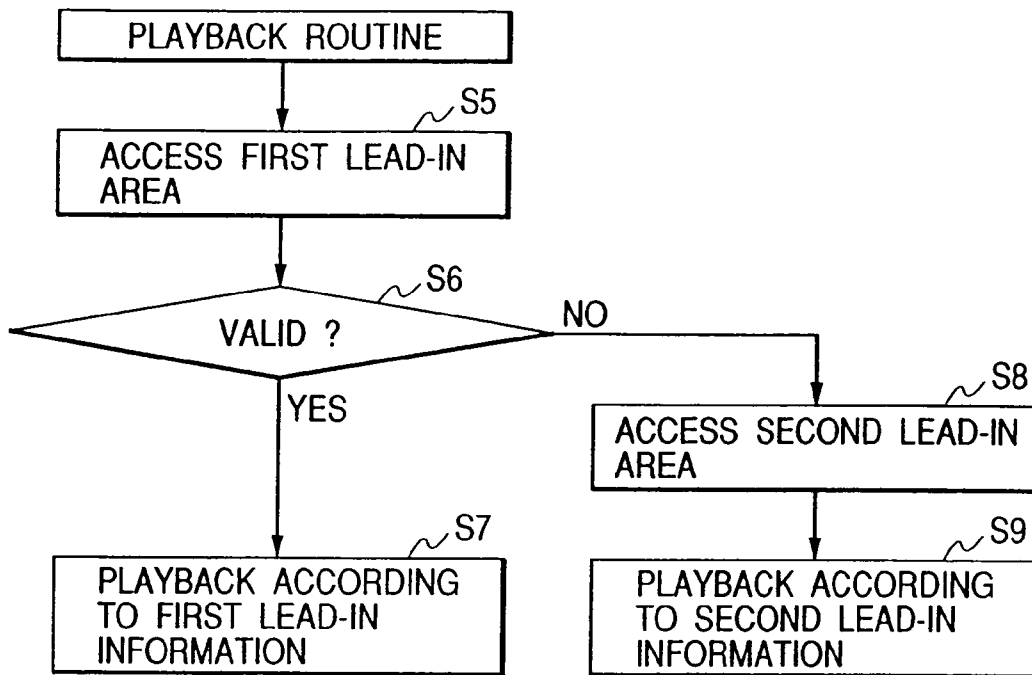 PLAYBACK ROUTINE
S5
ACCESS FIRST LEAD-IN
AREA
S6
VALID ?
NO
YES
S8
ACCESS SECOND LEAD-IN
AREA
S7
PLAYBACK ACCORDING
TO FIRST LEAD-IN
INFORMATION
S9
PLAYBACK ACCORDING
TO SECOND LEAD-IN
INFORMATION